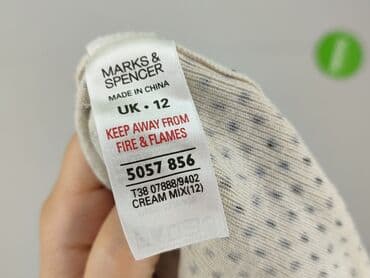 MARKS &
SPENCER
MADE IN CHINA
UK • 12
KEEP AWAY FROM
FIRE & FLAMES
5057 856
T38 07888/9402
CREAM MIX(12)